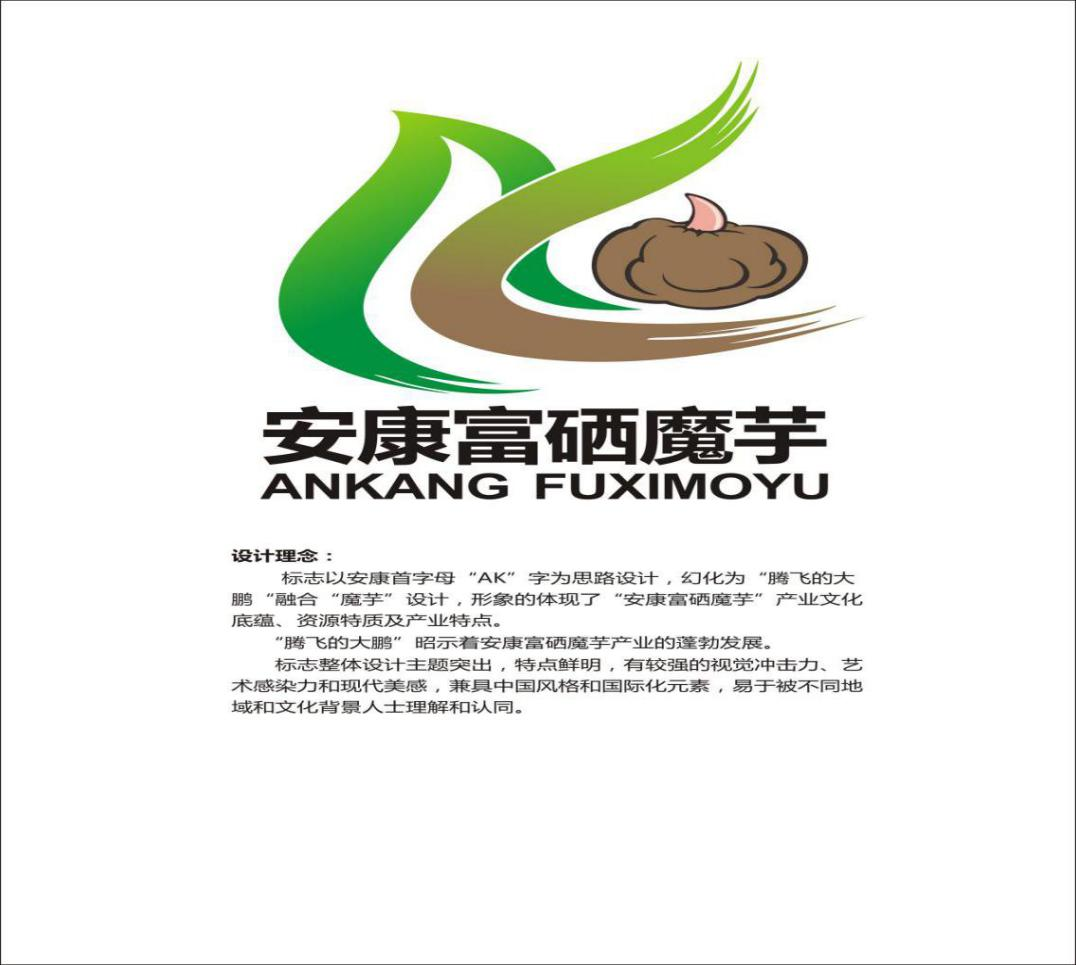 安康富硒魔芋
ANKANG FUXIMOYU
设计理念：
标志以安康首字母“AK”字为思路设计，幻化为“腾飞的大
鹏“融合“魔芋”设计，形象的体现了“安康富硒魔芋”产业文化
底蕴、资源特质及产业特点。
“腾飞的大鹏”昭示着安康富硒魔芋产业的蓬勃发展。
标志整体设计主题突出，特点鲜明，有较强的视觉冲击力、艺
术感染力和现代美感，兼具中国风格和国际化元素，易于被不同地
域和文化背景人士理解和认同。